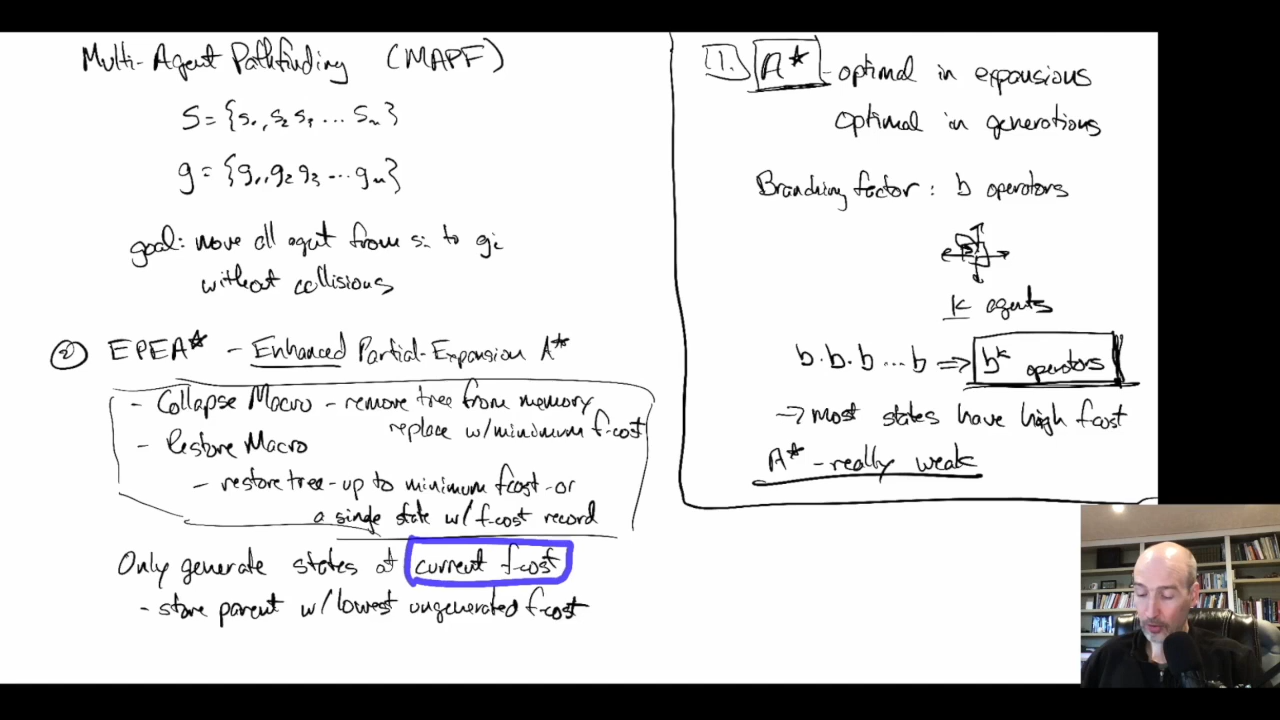 Multi-Agent Pathfinding (MAPF)
S = {s1, s2 s3 ... sn}
g = {g1, g2 g3 ... gn}
goal: move all agent from si to gi
without collisions
② EPEA* - Enhanced Partial-Expansion A*
- Collapse Macro - remove tree from memory
replace w/minimum f-cost
- Restore Macro
- restore tree - up to minimum fcost - or
a single state w/ f-cost record
Only generate states at current f-cost
- store parent w/ lowest ungenerated f-cost
1. A* - optimal in expansions
Optimal in generations
Branching factor: b operators
k agents
b·b·b ... b => b^k operators
→ most states have high fcost
A* - really weak